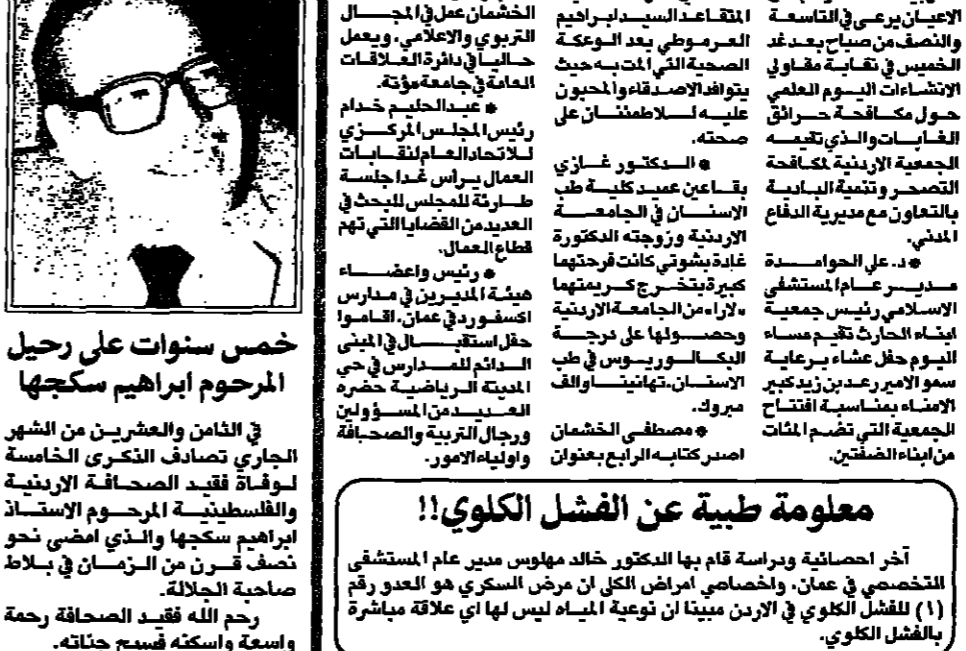 الاعيان يرعى في التاسعة
والنصف من صباح بعد غد
الخميس في نقابة مقاولي
الانشاءات اليوم العلمي
حول مكافحة حرائق
الغابات والذي تقيمه
الجمعية الاردنية لمكافحة
التصحر وتنمية البادية
بالتعاون مع مديرية الدفاع
المدني.
● د. علي الحوامدة
مدير عام المستشفى
الاسلامي رئيس جمعية
ابناء الحارث تقيم مساء
اليوم حفل عشاء برعاية
سمو الامير رعد بن زيد كبير
الامناء بمناسبة افتتاح
الجمعية التي تضم المئات
من ابناء الضفتين.
المتقاعد السيد ابراهيم
العرموطي بعد الوعكة
الصحية التي المت به حيث
يتوافد الاصدقاء والمحبون
عليه للاطمئنان على
صحته.
● الدكتور غازي
بقاعين عميد كلية طب
الاسنان في الجامعة
الاردنية وزوجته الدكتورة
غادة بشوتي كانت فرحتهما
كبيرة بتخرج كريمتهما
«لارا» من الجامعة الاردنية
وحصولها على درجة
البكالوريوس في طب
الاسنان، تهانينا والف
مبروك.
● مصطفى الخشمان
اصدر كتابه الرابع بعنوان
الخشمان عمل في المجال
التربوي والاعلامي، ويعمل
حاليا في دائرة العلاقات
العامة في جامعة مؤتة.
● عبدالحليم خدام
رئيس المجلس المركزي
للاتحاد العام لنقابات
العمال يرأس غدا جلسة
طارئة للمجلس للبحث في
العديد من القضايا التي تهم
قطاع العمال.
● رئيس واعضاء
هيئة المديرين في مدارس
اكسفورد في عمان، اقاموا
حفل استقبال في المبنى
الدائم للمدارس في حي
المدينة الرياضية حضره
العديد من المسؤولين
ورجال التربية والصحافة
واولياء الامور.
معلومة طبية عن الفشل الكلوي!!
آخر احصائية ودراسة قام بها الدكتور خالد مهلوس مدير عام المستشفى
التخصصي في عمان، واخصاصي امراض الكلى ان مرض السكري هو العدو رقم
(١) للفشل الكلوي في الاردن مبينا ان نوعية المياه ليس لها اي علاقة مباشرة
بالفشل الكلوي.
خمس سنوات على رحيل
المرحوم ابراهيم سكجها
في الثامن والعشرين من الشهر
الجاري تصادف الذكرى الخامسة
لوفاة فقيد الصحافة الاردنية
والفلسطينية المرحوم الاستاذ
ابراهيم سكجها والذي امضى نحو
نصف قرن من الزمان في بلاط
صاحبة الجلالة.
رحم الله فقيد الصحافة رحمة
واسعة واسكنه فسيح جناته.